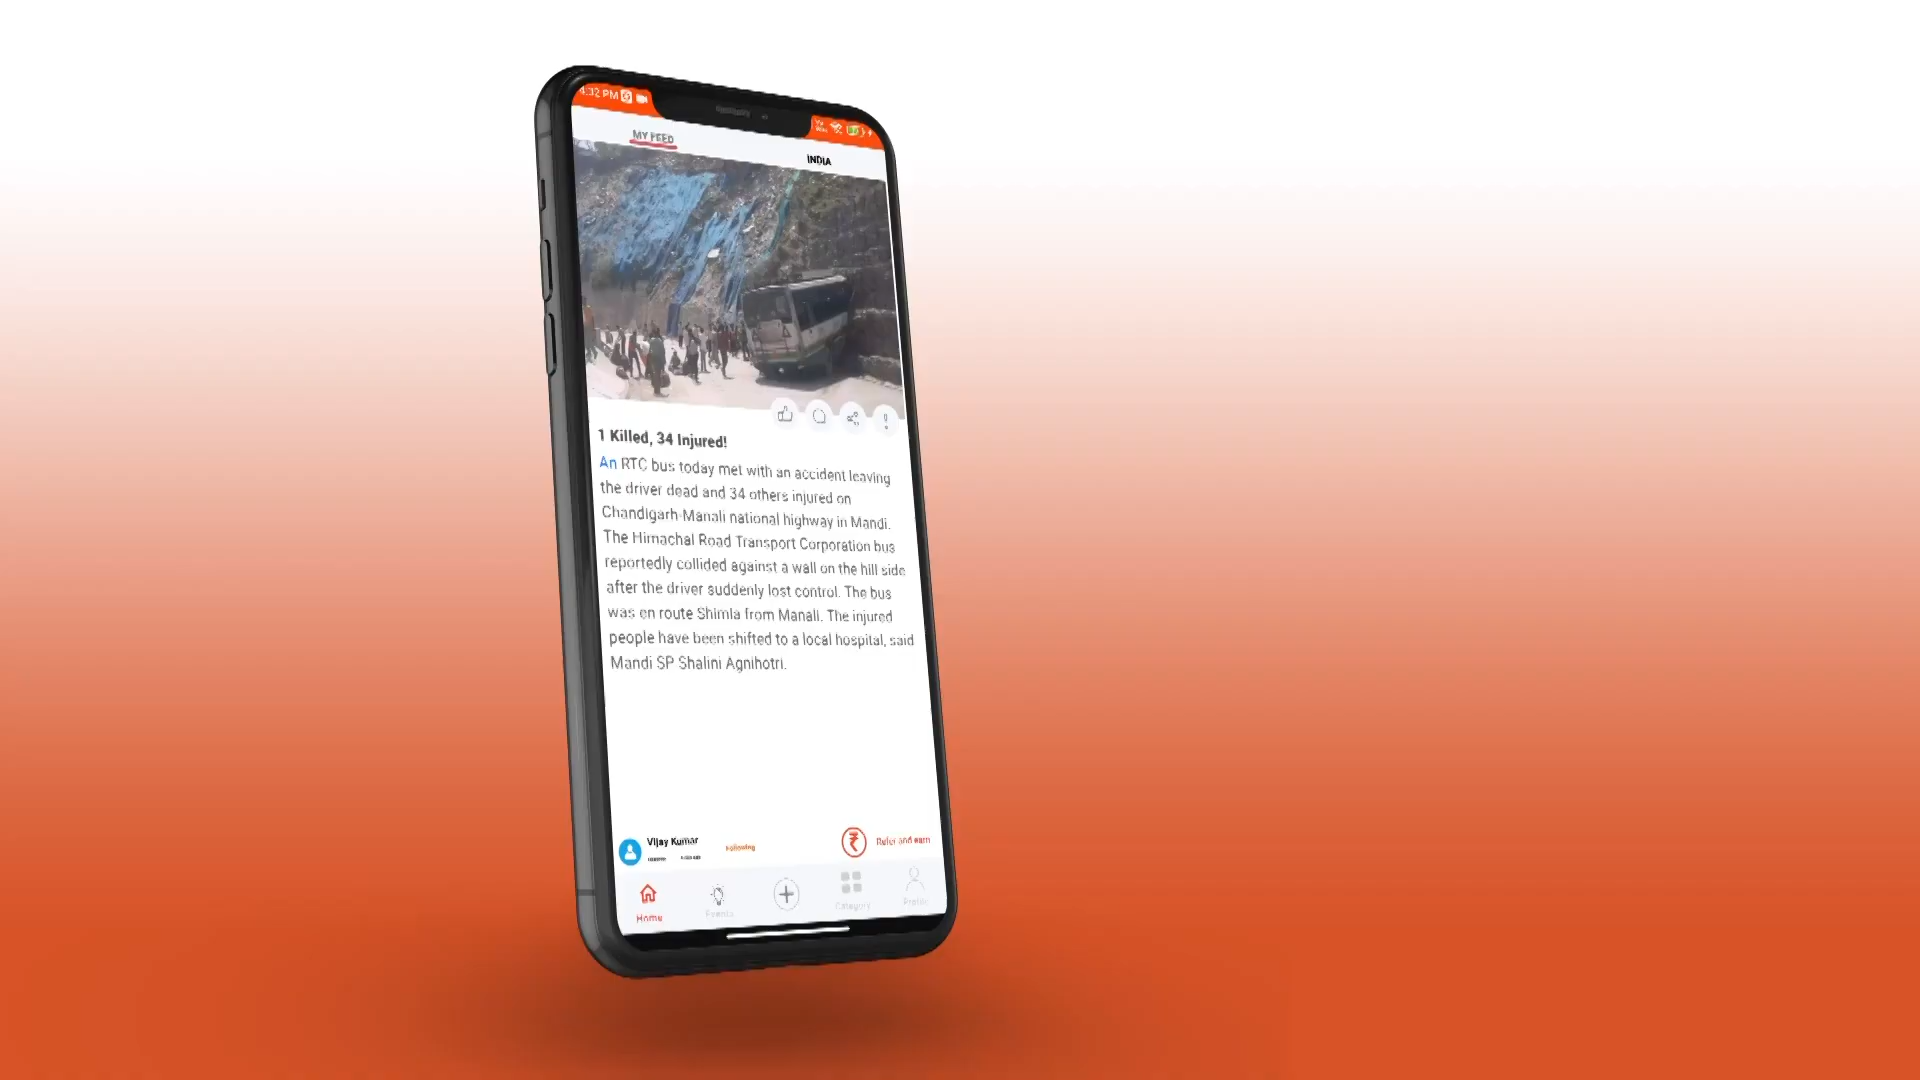 4:32 PM
MY FEED
INDIA
1 Killed, 34 Injured!
An RTC bus today met with an accident leaving
the driver dead and 34 others injured on
Chandigarh-Manali national highway in Mandi.
The Himachal Road Transport Corporation bus
reportedly collided against a wall on the hill side
after the driver suddenly lost control. The bus
was en route Shimla from Manali. The injured
people have been shifted to a local hospital, said
Mandi SP Shalini Agnihotri.
Vijay Kumar
Following
Refer and earn
Home
Events
Category
Profile